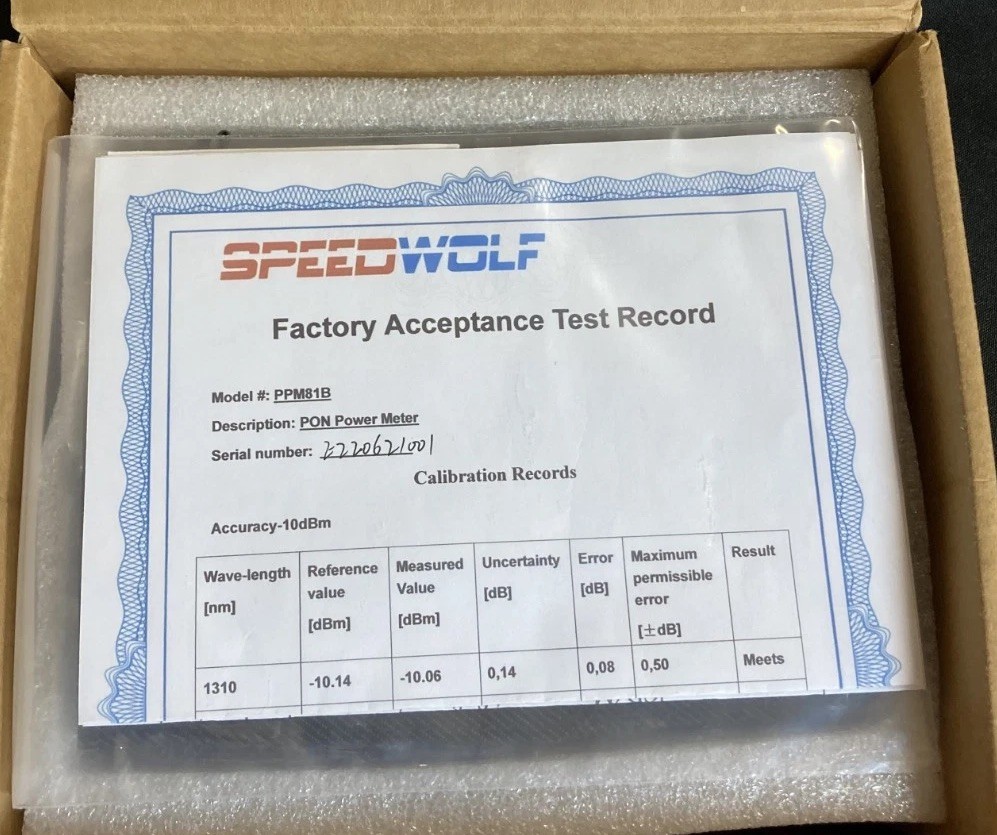 SPEEDWOLF
Factory Acceptance Test Record
Model #: PPM81B
Description: PON Power Meter
Serial number: E220621001
Calibration Records
Accuracy-10dBm
Wave-length [nm] Reference value [dBm] Measured Value [dBm] Uncertainty [dB] Error [dB] Maximum permissible error [±dB] Result
1310 -10.14 -10.06 0,14 0,08 0,50 Meets